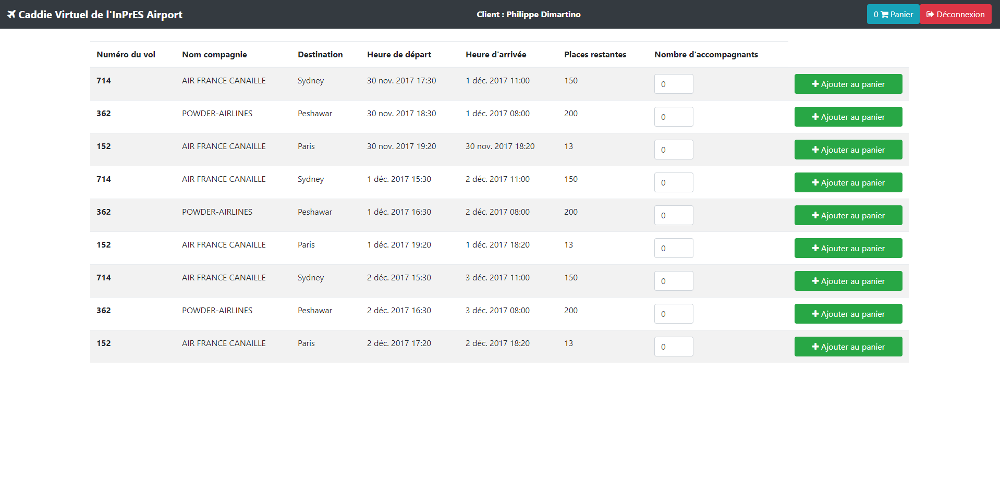 Caddie Virtuel de l'InPrES Airport Client : Philippe Dimartino 0 Panier Déconnexion
Numéro du vol Nom compagnie Destination Heure de départ Heure d'arrivée Places restantes Nombre d'accompagnants
714 AIR FRANCE CANAILLE Sydney 30 nov. 2017 17:30 1 déc. 2017 11:00 150 0 Ajouter au panier
362 POWDER-AIRLINES Peshawar 30 nov. 2017 18:30 1 déc. 2017 08:00 200 0 Ajouter au panier
152 AIR FRANCE CANAILLE Paris 30 nov. 2017 19:20 30 nov. 2017 18:20 13 0 Ajouter au panier
714 AIR FRANCE CANAILLE Sydney 1 déc. 2017 15:30 2 déc. 2017 11:00 150 0 Ajouter au panier
362 POWDER-AIRLINES Peshawar 1 déc. 2017 16:30 2 déc. 2017 08:00 200 0 Ajouter au panier
152 AIR FRANCE CANAILLE Paris 1 déc. 2017 19:20 1 déc. 2017 18:20 13 0 Ajouter au panier
714 AIR FRANCE CANAILLE Sydney 2 déc. 2017 15:30 3 déc. 2017 11:00 150 0 Ajouter au panier
362 POWDER-AIRLINES Peshawar 2 déc. 2017 16:30 3 déc. 2017 08:00 200 0 Ajouter au panier
152 AIR FRANCE CANAILLE Paris 2 déc. 2017 17:20 2 déc. 2017 18:20 13 0 Ajouter au panier